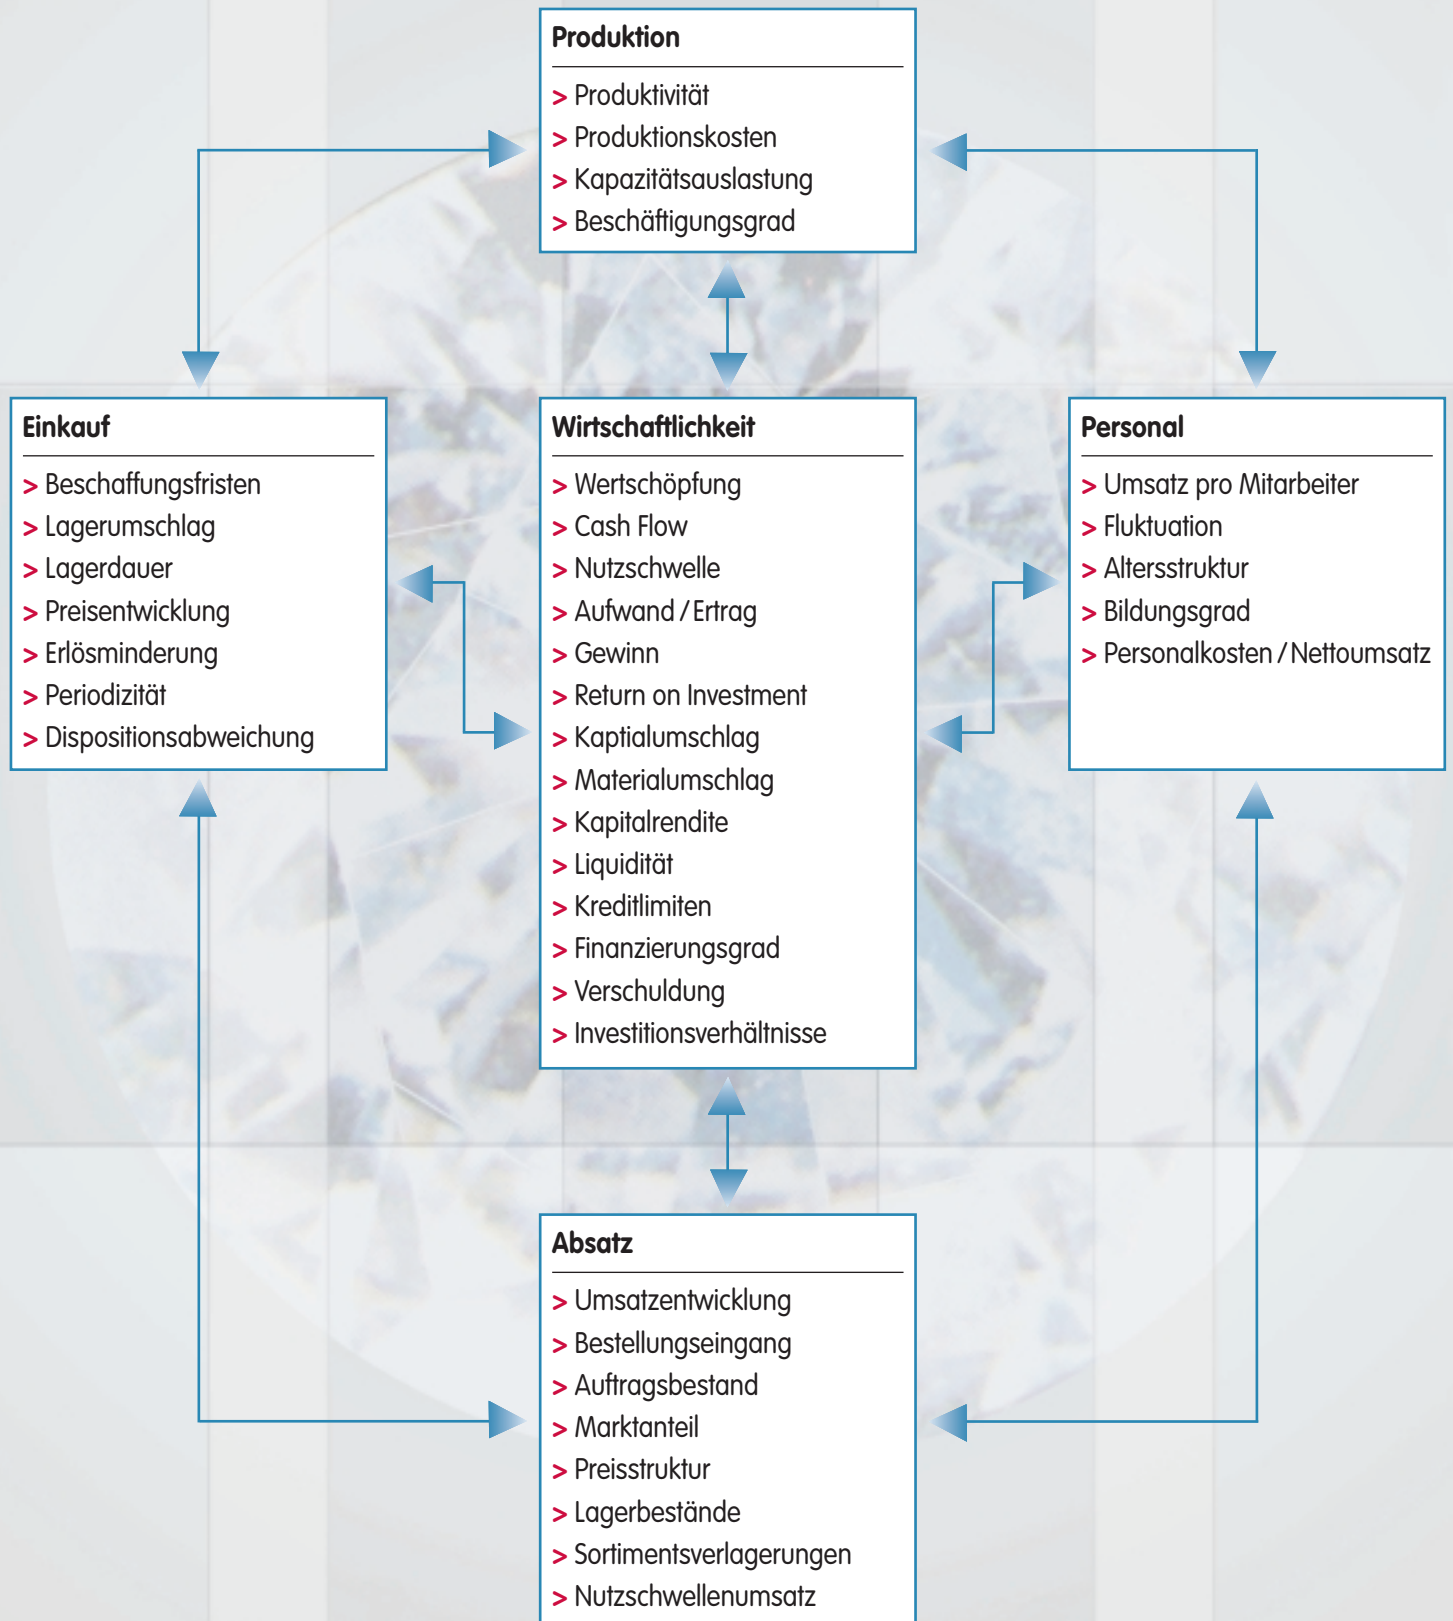 Produktion
> Produktivität
> Produktionskosten
> Kapazitätsauslastung
> Beschäftigungsgrad
Einkauf
> Beschaffungsfristen
> Lagerumschlag
> Lagerdauer
> Preisentwicklung
> Erlösminderung
> Periodizität
> Dispositionsabweichung
Wirtschaftlichkeit
> Wertschöpfung
> Cash Flow
> Nutzschwelle
> Aufwand / Ertrag
> Gewinn
> Return on Investment
> Kaptialumschlag
> Materialumschlag
> Kapitalrendite
> Liquidität
> Kreditlimiten
> Finanzierungsgrad
> Verschuldung
> Investitionsverhältnisse
Personal
> Umsatz pro Mitarbeiter
> Fluktuation
> Altersstruktur
> Bildungsgrad
> Personalkosten / Nettoumsatz
Absatz
> Umsatzentwicklung
> Bestellungseingang
> Auftragsbestand
> Marktanteil
> Preisstruktur
> Lagerbestände
> Sortimentsverlagerungen
> Nutzschwellenumsatz